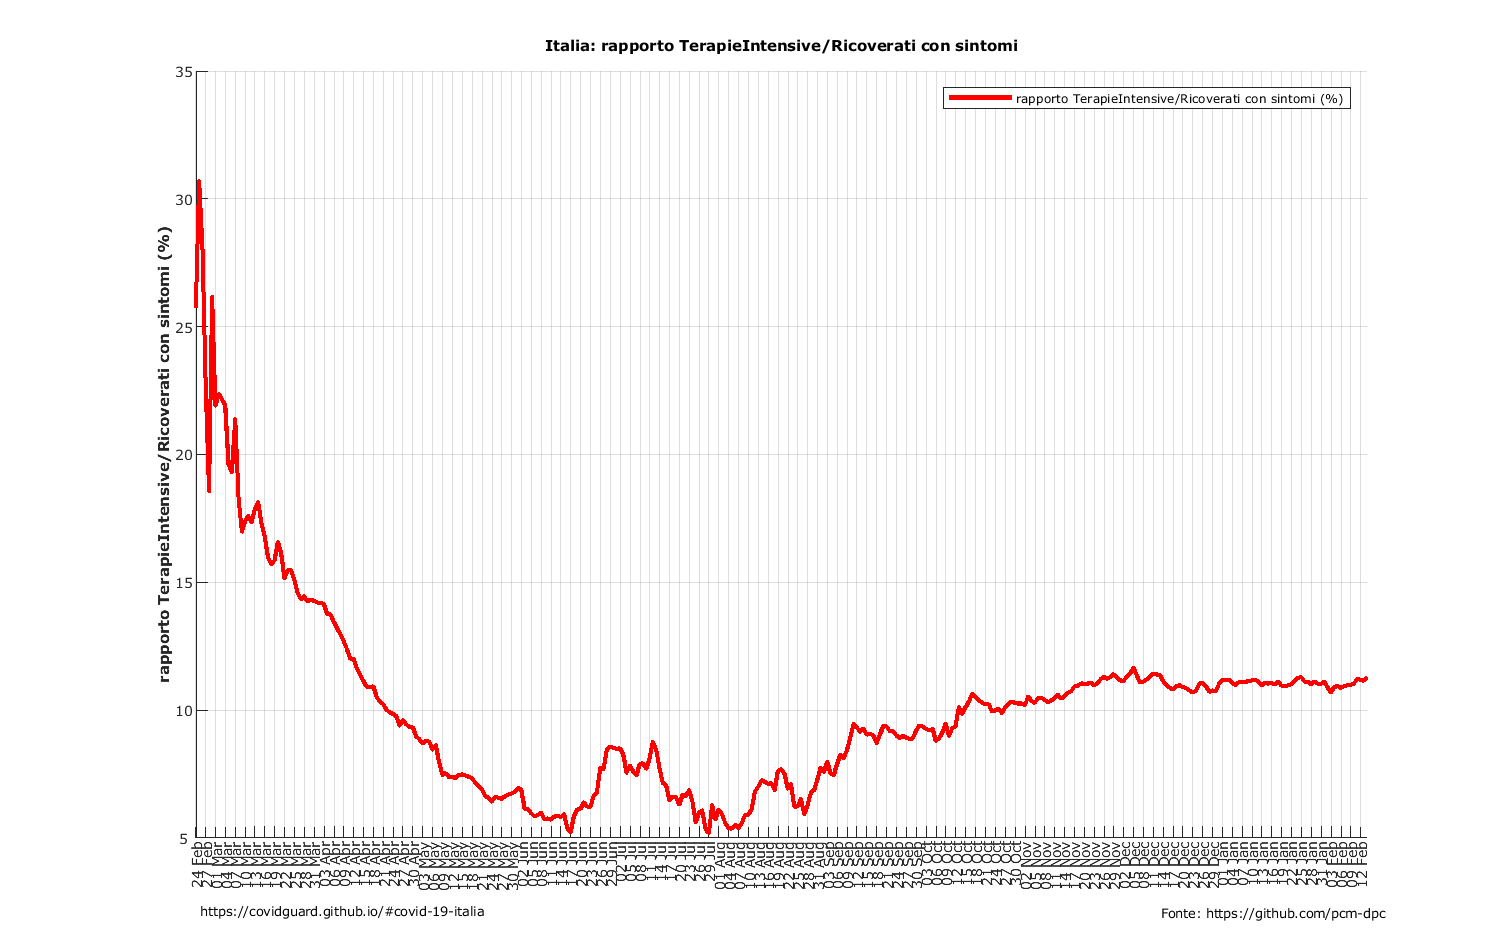 Italia: rapporto TerapieIntensive/Ricoverati con sintomi
rapporto TerapieIntensive/Ricoverati con sintomi (%)
rapporto TerapieIntensive/Ricoverati con sintomi (%)
35
30
25
20
15
10
5
24 Feb
27 Feb
01 Mar
04 Mar
07 Mar
10 Mar
13 Mar
16 Mar
19 Mar
22 Mar
25 Mar
28 Mar
31 Mar
03 Apr
06 Apr
09 Apr
12 Apr
15 Apr
18 Apr
21 Apr
24 Apr
27 Apr
30 Apr
03 May
06 May
09 May
12 May
15 May
18 May
21 May
24 May
27 May
30 May
02 Jun
05 Jun
08 Jun
11 Jun
14 Jun
17 Jun
20 Jun
23 Jun
26 Jun
29 Jun
02 Jul
05 Jul
08 Jul
11 Jul
14 Jul
17 Jul
20 Jul
23 Jul
26 Jul
29 Jul
01 Aug
04 Aug
07 Aug
10 Aug
13 Aug
16 Aug
19 Aug
22 Aug
25 Aug
28 Aug
31 Aug
03 Sep
06 Sep
09 Sep
12 Sep
15 Sep
18 Sep
21 Sep
24 Sep
27 Sep
30 Sep
03 Oct
06 Oct
09 Oct
12 Oct
15 Oct
18 Oct
21 Oct
24 Oct
27 Oct
30 Oct
02 Nov
05 Nov
08 Nov
11 Nov
14 Nov
17 Nov
20 Nov
23 Nov
26 Nov
29 Nov
02 Dec
05 Dec
08 Dec
11 Dec
14 Dec
17 Dec
20 Dec
23 Dec
26 Dec
29 Dec
01 Jan
04 Jan
07 Jan
10 Jan
13 Jan
16 Jan
19 Jan
22 Jan
25 Jan
28 Jan
31 Jan
03 Feb
06 Feb
09 Feb
12 Feb
https://covidguard.github.io/#covid-19-italia
Fonte: https://github.com/pcm-dpc